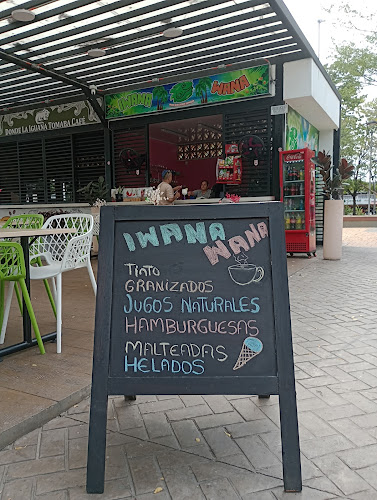 DONDE LA IGUANA TOMABA CAFÉ
IWANA WANA
IWANA
WANA
TINTO
GRANIZADOS
JUGOS NATURALES
HAMBURGUESAS
MALTEADAS
HELADOS